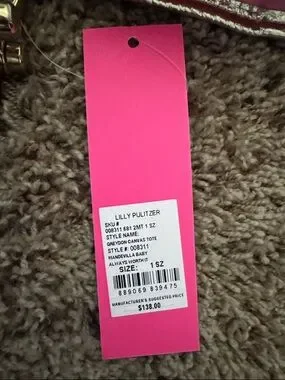 LILLY PULITZER
SKU #
008311 681 2MT 1 SZ
STYLE NAME:
GREYDON CANVAS TOTE
STYLE #: 008311
MANDEVILLA BABY
ALWAYS WORTH IT
SIZE: 1 SZ
889069 839475
MANUFACTURER'S SUGGESTED PRICE
$138.00